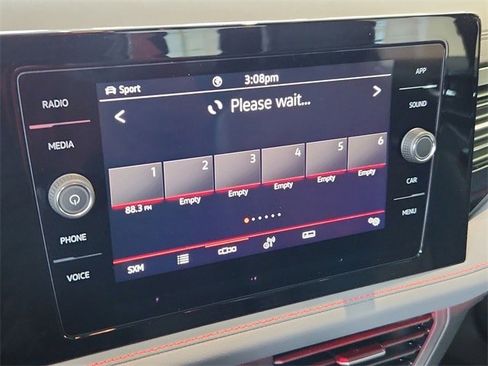 RADIO
MEDIA
PHONE
VOICE
Sport 3:08pm
Please wait...
1 2 3 4 5 6
88.3 FM Empty Empty Empty Empty Empty
SXM
APP
SOUND
CAR
MENU